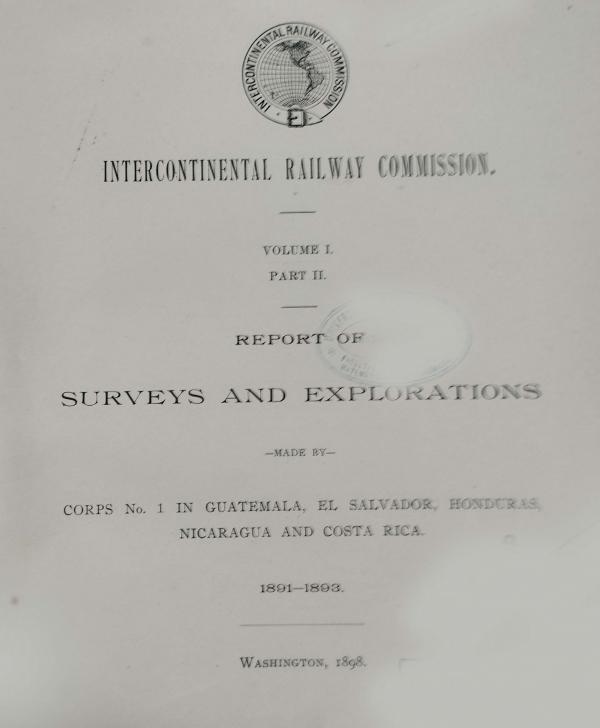 INTERCONTINENTAL RAILWAY COMMISSION
INTERCONTINENTAL RAILWAY COMMISSION.
VOLUME I.
PART II.
REPORT OF
SURVEYS AND EXPLORATIONS
—MADE BY—
CORPS No. 1 IN GUATEMALA, EL SALVADOR, HONDURAS,
NICARAGUA AND COSTA RICA.
1891—1893.
WASHINGTON, 1898.